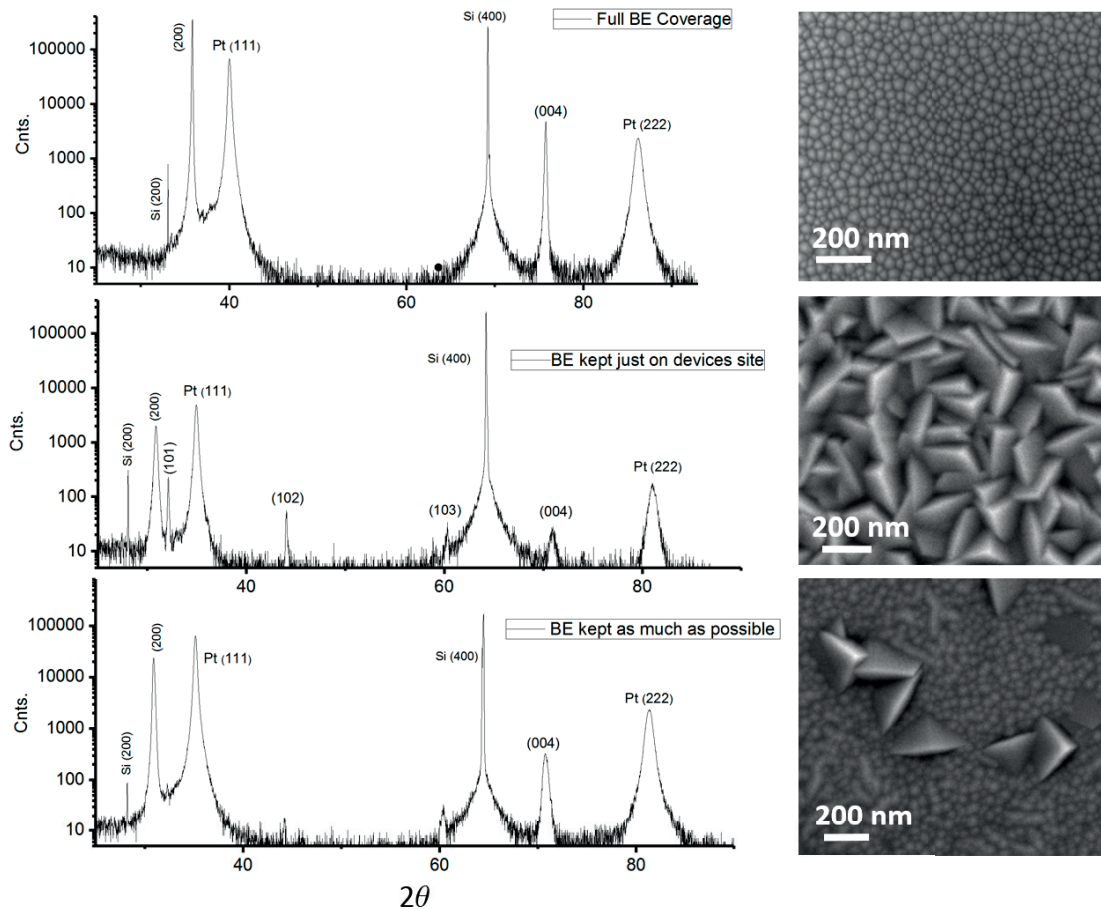 Full BE Coverage
Cnts.
100000
10000
1000
100
10
Si (200)
(200)
Pt (111)
Si (400)
(004)
Pt (222)
40
60
80
200 nm
BE kept just on devices site
Cnts.
100000
10000
1000
100
10
Si (200)
(200)
(101)
Pt (111)
(102)
(103)
Si (400)
(004)
Pt (222)
40
60
80
200 nm
BE kept as much as possible
Cnts.
100000
10000
1000
100
10
Si (200)
(200)
Pt (111)
Si (400)
(004)
Pt (222)
40
60
80
2θ
200 nm